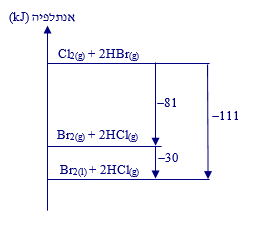 אנתלפיה (kJ)
Cl₂(g) + 2HBr(g)
–81
–111
Br₂(g) + 2HCl(g)
–30
Br₂(l) + 2HCl(g)